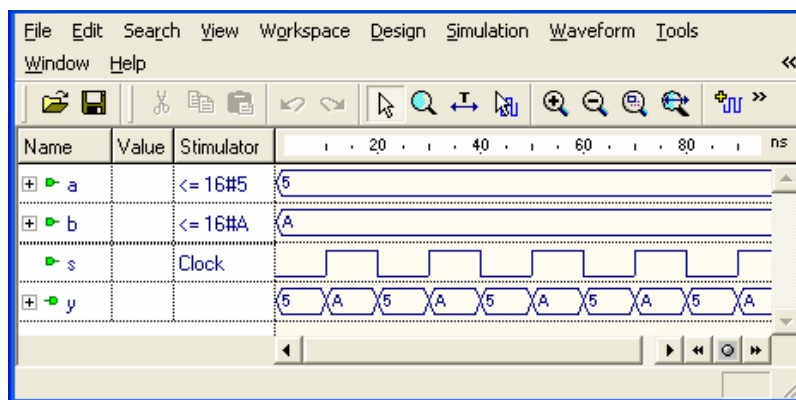 File Edit Search View Workspace Design Simulation Waveform Tools
Window Help
Name Value Stimulator 20 40 60 80 ns
a <= 16#5 5
b <= 16#A A
s Clock
y 5 A 5 A 5 A 5 A 5 A